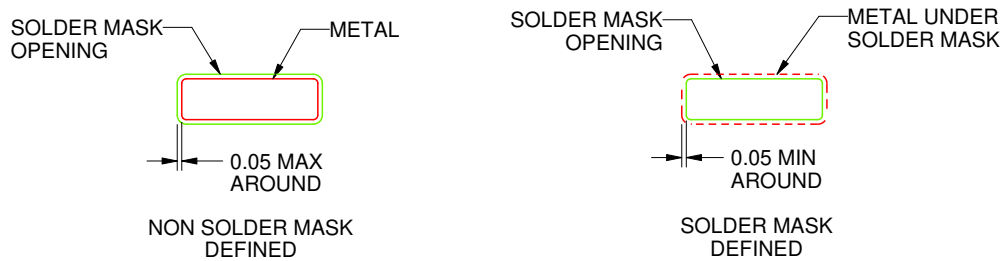 SOLDER MASK
OPENING
METAL
0.05 MAX
AROUND
NON SOLDER MASK
DEFINED
SOLDER MASK
OPENING
METAL UNDER
SOLDER MASK
0.05 MIN
AROUND
SOLDER MASK
DEFINED